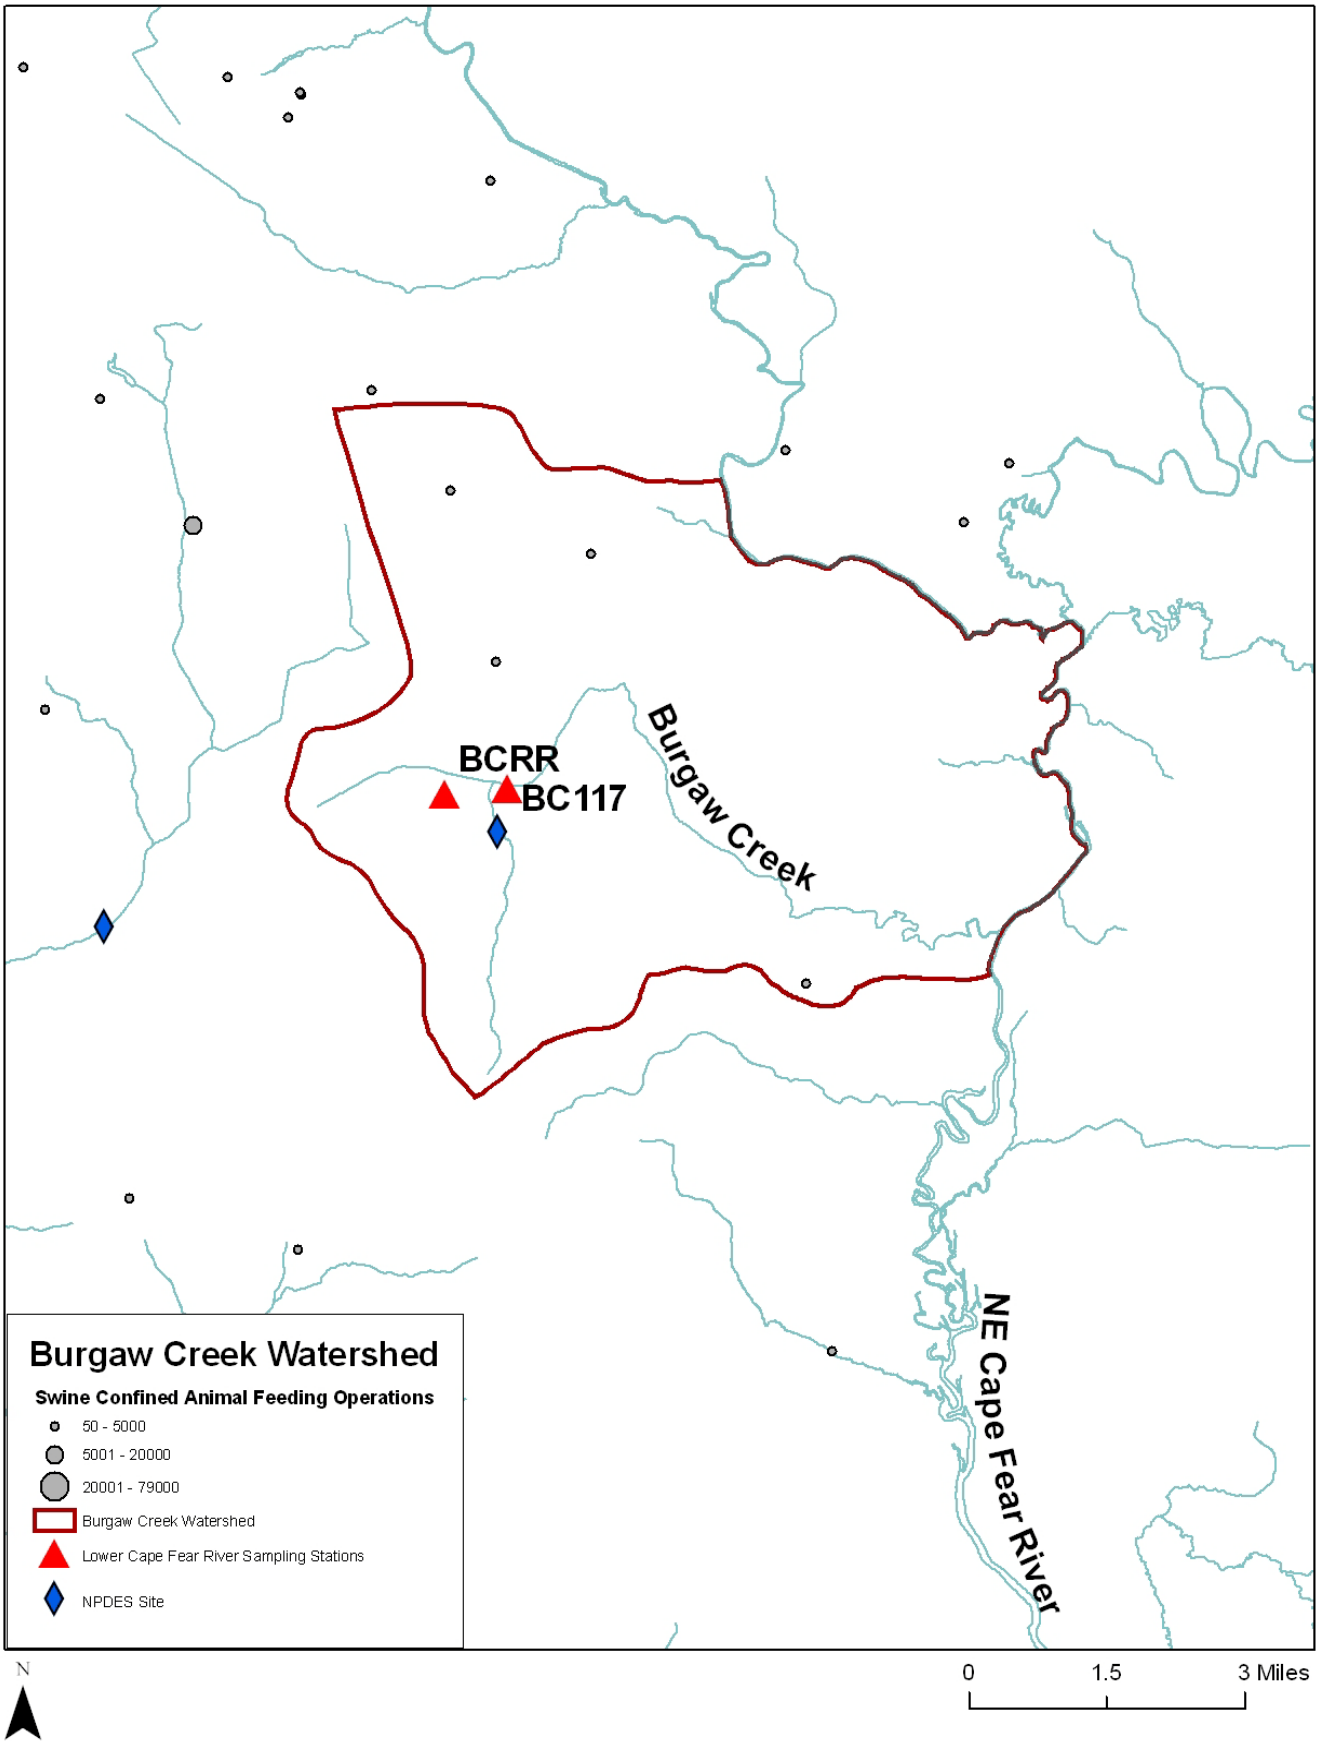 BCRR
BC117
Burgaw Creek
NE Cape Fear River
Burgaw Creek Watershed
Swine Confined Animal Feeding Operations
50 - 5000
5001 - 20000
20001 - 79000
Burgaw Creek Watershed
Lower Cape Fear River Sampling Stations
NPDES Site
N
0 1.5 3 Miles